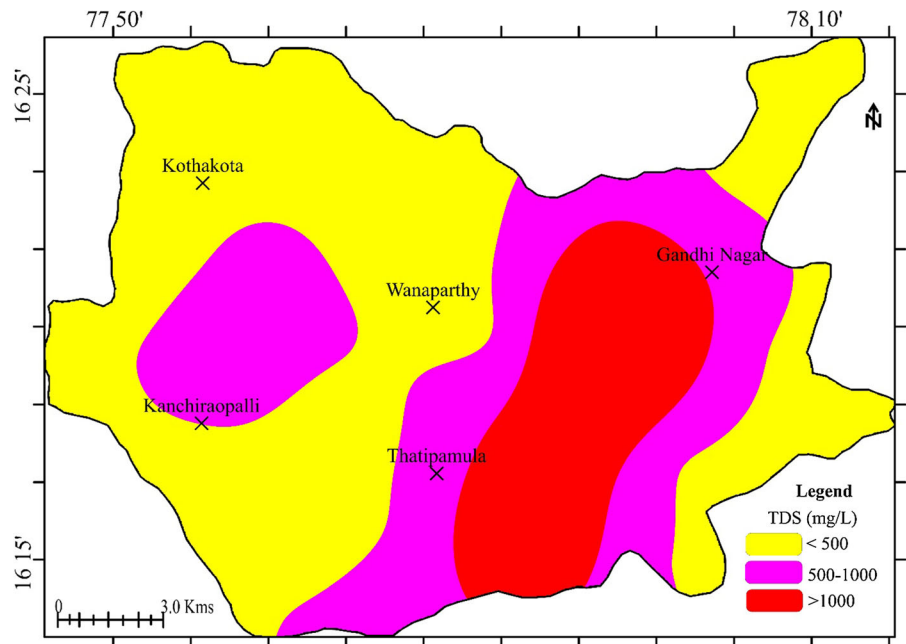 77.50'
78.10'
16 25'
N
Kothakota
Gandhi Nagar
Wanaparthy
Kanchiraopalli
Thatipamula
16 15'
Legend
TDS (mg/L)
< 500
500-1000
>1000
0 3.0 Kms